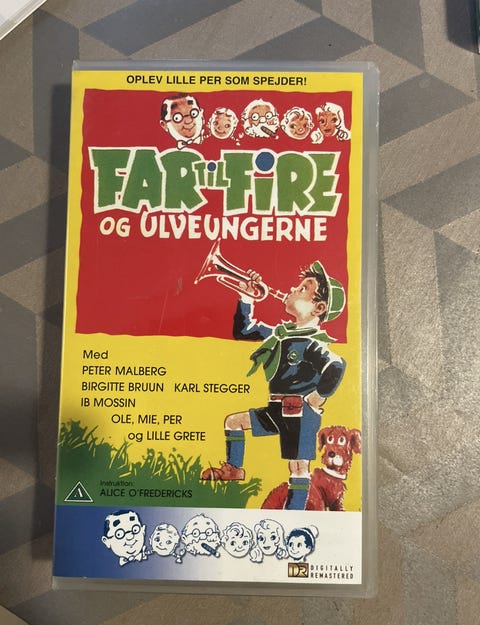 OPLEV LILLE PER SOM SPEJDER!
FAR TIL FIRE
OG ULVEUNGERNE
Med
PETER MALBERG
BIRGITTE BRUUN KARL STEGGER
IB MOSSIN
OLE, MIE, PER
og LILLE GRETE
Instruktion:
ALICE O'FREDERICKS
A
DR DIGITALLY
REMASTERED